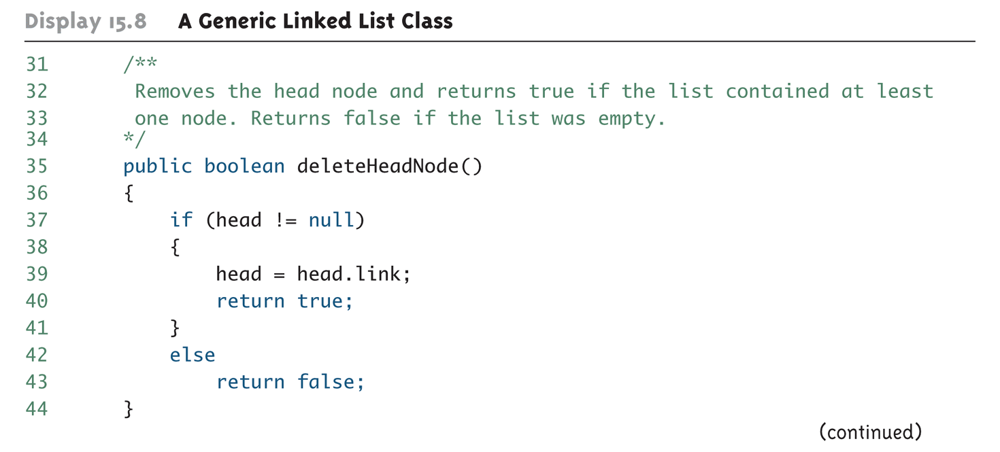 Display 15.8 A Generic Linked List Class
31 /**
32 Removes the head node and returns true if the list contained at least
33 one node. Returns false if the list was empty.
34 */
35 public boolean deleteHeadNode()
36 {
37 if (head != null)
38 {
39 head = head.link;
40 return true;
41 }
42 else
43 return false;
44 }
(continued)